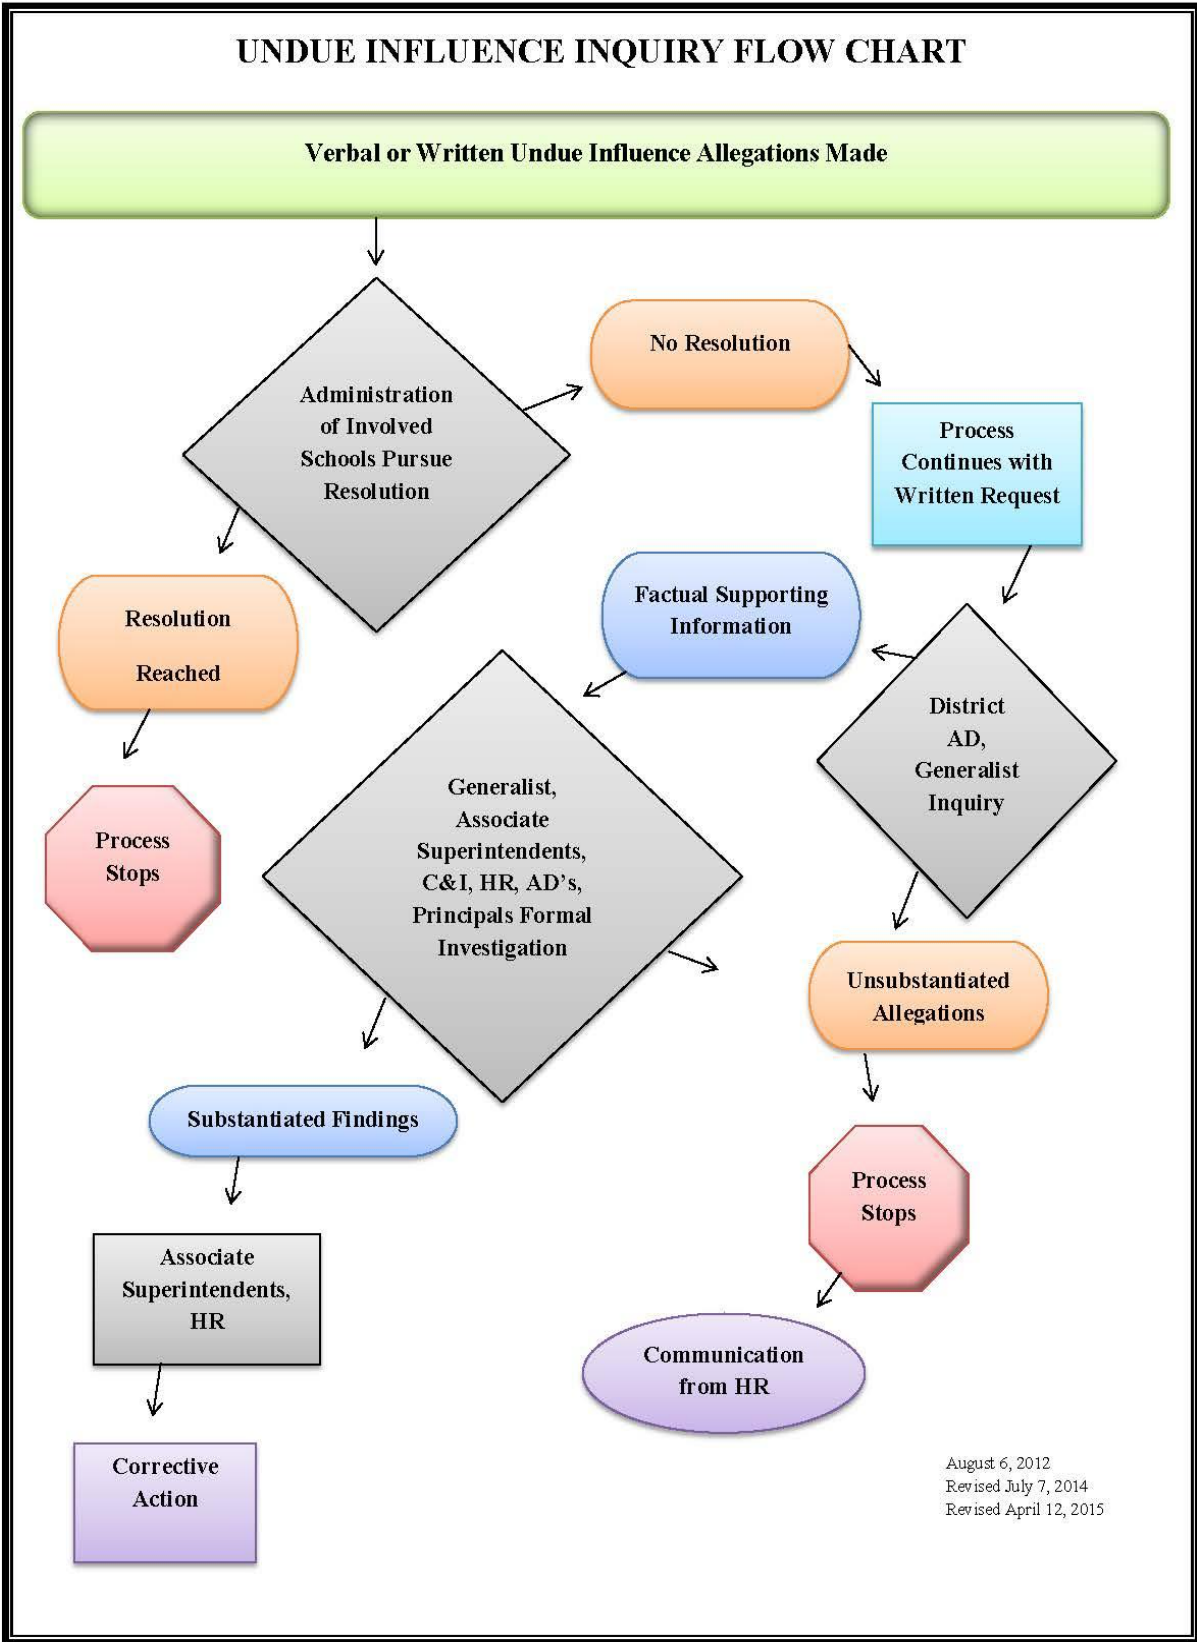 UNDUE INFLUENCE INQUIRY FLOW CHART
Verbal or Written Undue Influence Allegations Made
No Resolution
Administration
of Involved
Schools Pursue
Resolution
Process
Continues with
Written Request
Factual Supporting
Information
Resolution
Reached
District
AD,
Generalist
Inquiry
Generalist,
Associate
Superintendents,
C&I, HR, AD’s,
Principals Formal
Investigation
Process
Stops
Unsubstantiated
Allegations
Substantiated Findings
Process
Stops
Associate
Superintendents,
HR
Communication
from HR
Corrective
Action
August 6, 2012
Revised July 7, 2014
Revised April 12, 2015